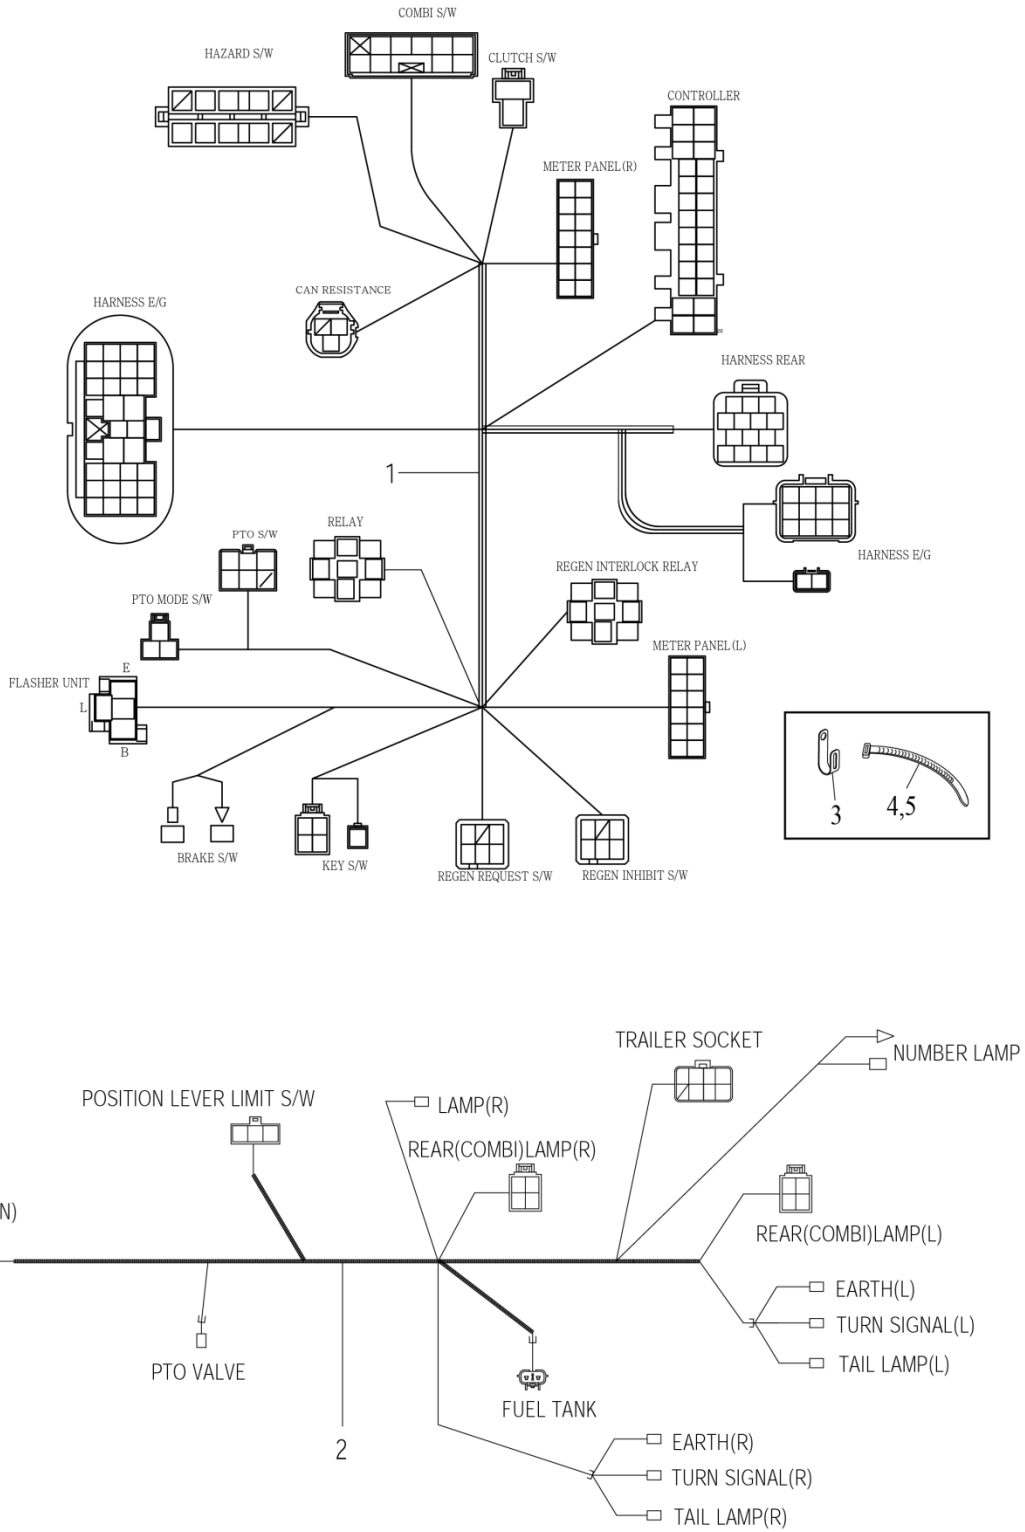 COMBI S/W
HAZARD S/W
CLUTCH S/W
CONTROLLER
METER PANEL(R)
CAN RESISTANCE
HARNESS E/G
HARNESS REAR
1
RELAY
PTO S/W
HARNESS E/G
REGEN INTERLOCK RELAY
PTO MODE S/W
METER PANEL(L)
E
FLASHER UNIT
L
B
3
4,5
BRAKE S/W
KEY S/W
REGEN REQUEST S/W
REGEN INHIBIT S/W
TRAILER SOCKET
NUMBER LAMP
POSITION LEVER LIMIT S/W
LAMP(R)
REAR(COMBI)LAMP(R)
N)
REAR(COMBI)LAMP(L)
EARTH(L)
TURN SIGNAL(L)
TAIL LAMP(L)
PTO VALVE
FUEL TANK
2
EARTH(R)
TURN SIGNAL(R)
TAIL LAMP(R)